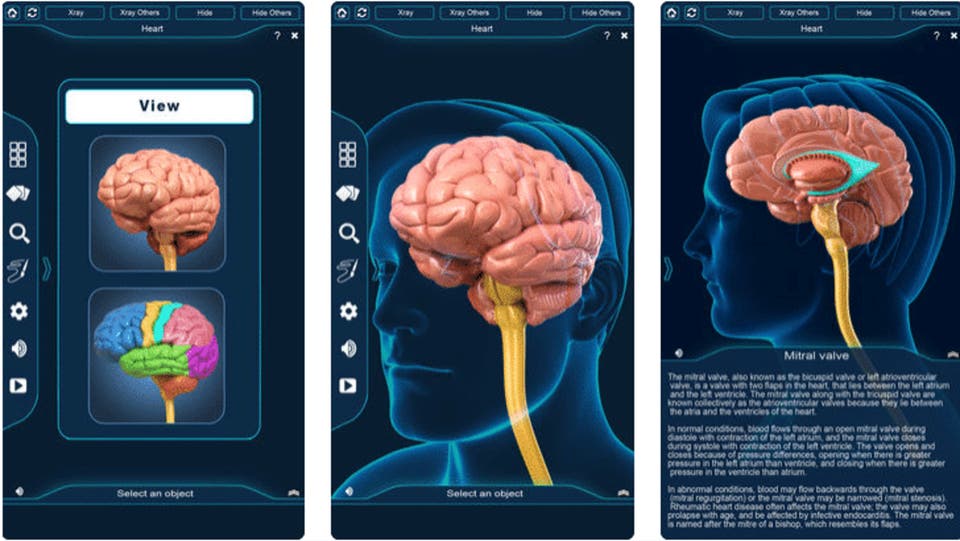 Xray Xray Others Hide Hide Others
Heart
? ×
View
Select an object
Xray Xray Others Hide Hide Others
Heart
? ×
Select an object
Xray Xray Others Hide Hide Others
Heart
? ×
Mitral valve
The mitral valve, also known as the bicuspid valve or left atrioventricular
valve, is a valve with two flaps in the heart, that lies between the left atrium
and the left ventricle. The mitral valve along with the tricuspid valve are
known collectively as the atrioventricular valves because they lie between
the atria and the ventricles of the heart.
In normal conditions, blood flows through an open mitral valve during
diastole with contraction of the left atrium, and the mitral valve closes
during systole with contraction of the left ventricle. The valve opens and
closes because of pressure differences, opening when there is greater
pressure in the left atrium than ventricle, and closing when there is greater
pressure in the ventricle than atrium.
In abnormal conditions, blood may flow backwards through the valve
(mitral regurgitation) or the mitral valve may be narrowed (mitral stenosis).
Rheumatic heart disease often affects the mitral valve; the valve may also
prolapse with age, and be affected by infective endocarditis. The mitral valve
is named after the mitre of a bishop, which resembles its flaps.